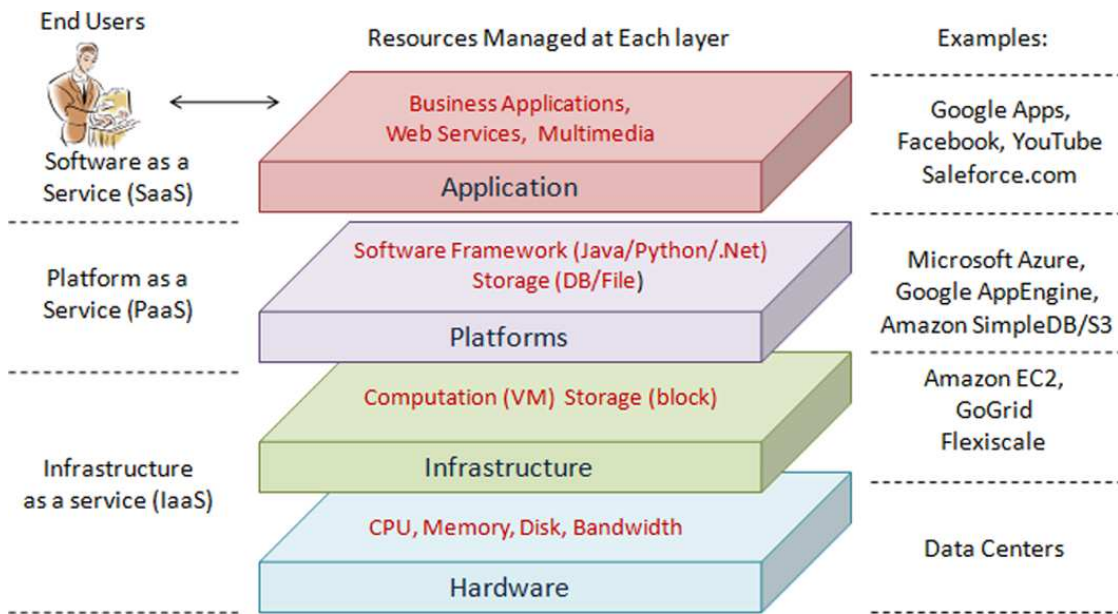 End Users
Resources Managed at Each layer
Examples:
Business Applications,
Web Services, Multimedia
Application
Software as a
Service (SaaS)
Google Apps,
Facebook, YouTube
Saleforce.com
Platform as a
Service (PaaS)
Software Framework (Java/Python/.Net)
Storage (DB/File)
Platforms
Microsoft Azure,
Google AppEngine,
Amazon SimpleDB/S3
Infrastructure
as a service (IaaS)
Computation (VM) Storage (block)
Infrastructure
Amazon EC2,
GoGrid
Flexiscale
CPU, Memory, Disk, Bandwidth
Hardware
Data Centers